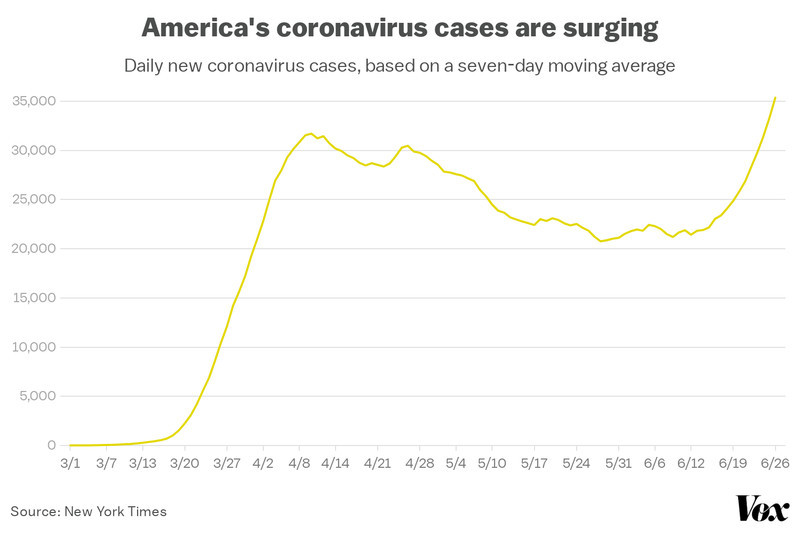 America's coronavirus cases are surging
Daily new coronavirus cases, based on a seven-day moving average
35,000
30,000
25,000
20,000
15,000
10,000
5,000
0
3/1 3/7 3/13 3/20 3/27 4/2 4/8 4/14 4/21 4/28 5/4 5/10 5/17 5/24 5/31 6/6 6/12 6/19 6/26
Source: New York Times
Vox